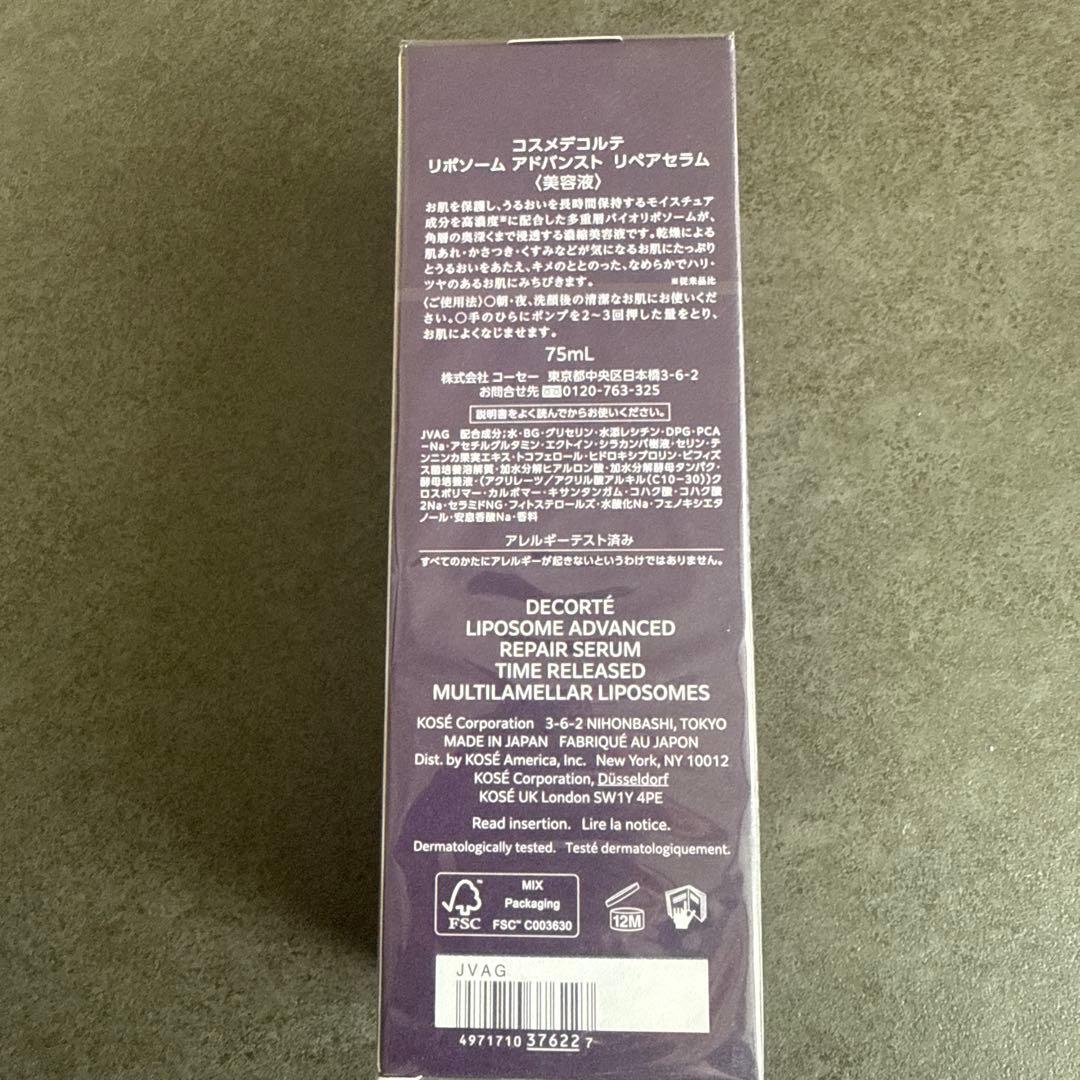 コスメデコルテ
リポソーム アドバンスト リペアセラム
〈美容液〉
お肌を保護し、うるおいを長時間保持するモイスチュア
成分を高濃度※に配合した多重層バイオリポソームが、
角層の奥深くまで浸透する濃縮美容液です。乾燥による
肌あれ・かさつき・くすみなどが気になるお肌にたっぷり
とうるおいをあたえ、キメのととのった、なめらかでハリ・
ツヤのあるお肌にみちびきます。 ※従来品比
〈ご使用法〉○朝・夜、洗顔後の清潔なお肌にお使いくだ
さい。○手のひらにポンプを2～3回押した量をとり、
お肌によくなじませます。
75mL
株式会社 コーセー 東京都中央区日本橋3-6-2
お問合せ先 0120-763-325
説明書をよく読んでからお使いください。
JVAG 配合成分;水・BG・グリセリン・水添レシチン・DPG・PCA
-Na・アセチルグルタミン・エクトイン・シラカンバ樹液・セリン・テ
ンニンカ果実エキス・トコフェロール・ヒドロキシプロリン・ビフィズ
ス菌培養溶解質・加水分解ヒアルロン酸・加水分解酵母タンパク・
酵母培養液・(アクリレーツ/アクリル酸アルキル(C10-30))ク
ロスポリマー・カルボマー・キサンタンガム・コハク酸・コハク酸
2Na・セラミドNG・フィトステロールズ・水酸化Na・フェノキシエタ
ノール・安息香酸Na・香料
アレルギーテスト済み
すべてのかたにアレルギーが起きないというわけではありません。
DECORTÉ
LIPOSOME ADVANCED
REPAIR SERUM
TIME RELEASED
MULTILAMELLAR LIPOSOMES
KOSÉ Corporation 3-6-2 NIHONBASHI, TOKYO
MADE IN JAPAN FABRIQUÉ AU JAPON
Dist. by KOSÉ America, Inc. New York, NY 10012
KOSÉ Corporation, Düsseldorf
KOSÉ UK London SW1Y 4PE
Read insertion. Lire la notice.
Dermatologically tested. Testé dermatologiquement.
FSC™
MIX
Packaging
FSC™ C003630
12M
JVAG
4971710 37622 7